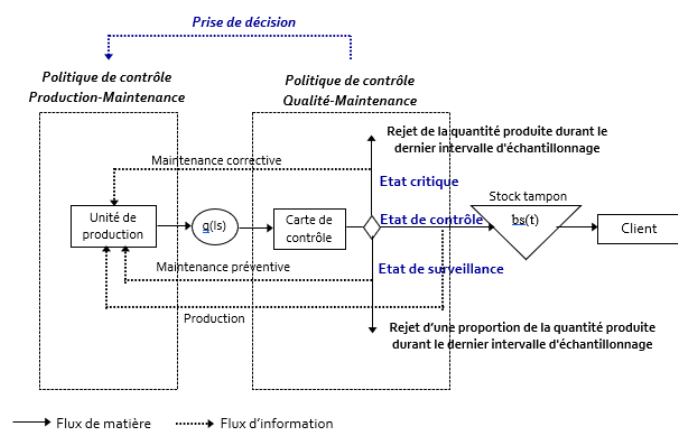 Prise de décision
Politique de contrôle
Production-Maintenance
Politique de contrôle
Qualité-Maintenance
Rejet de la quantité produite durant le
dernier intervalle d'échantillonnage
Maintenance corrective
Etat critique
Stock tampon
Unité de
production
q(Is)
Carte de
contrôle
Etat de contrôle
bs(t)
Client
Maintenance préventive
Etat de surveillance
Production
Rejet d’une proportion de la quantité produite
durant le dernier intervalle d'échantillonnage
Flux de matière
Flux d’information